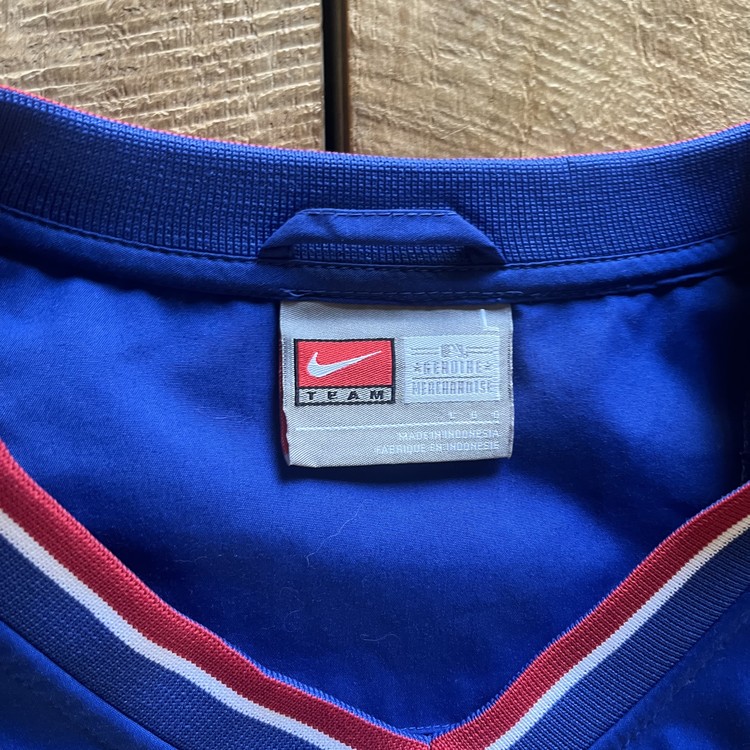 L
TEAM
GENUINE
MERCHANDISE
L G G
MADE IN INDONESIA
FABRIQUE EN INDONESIE